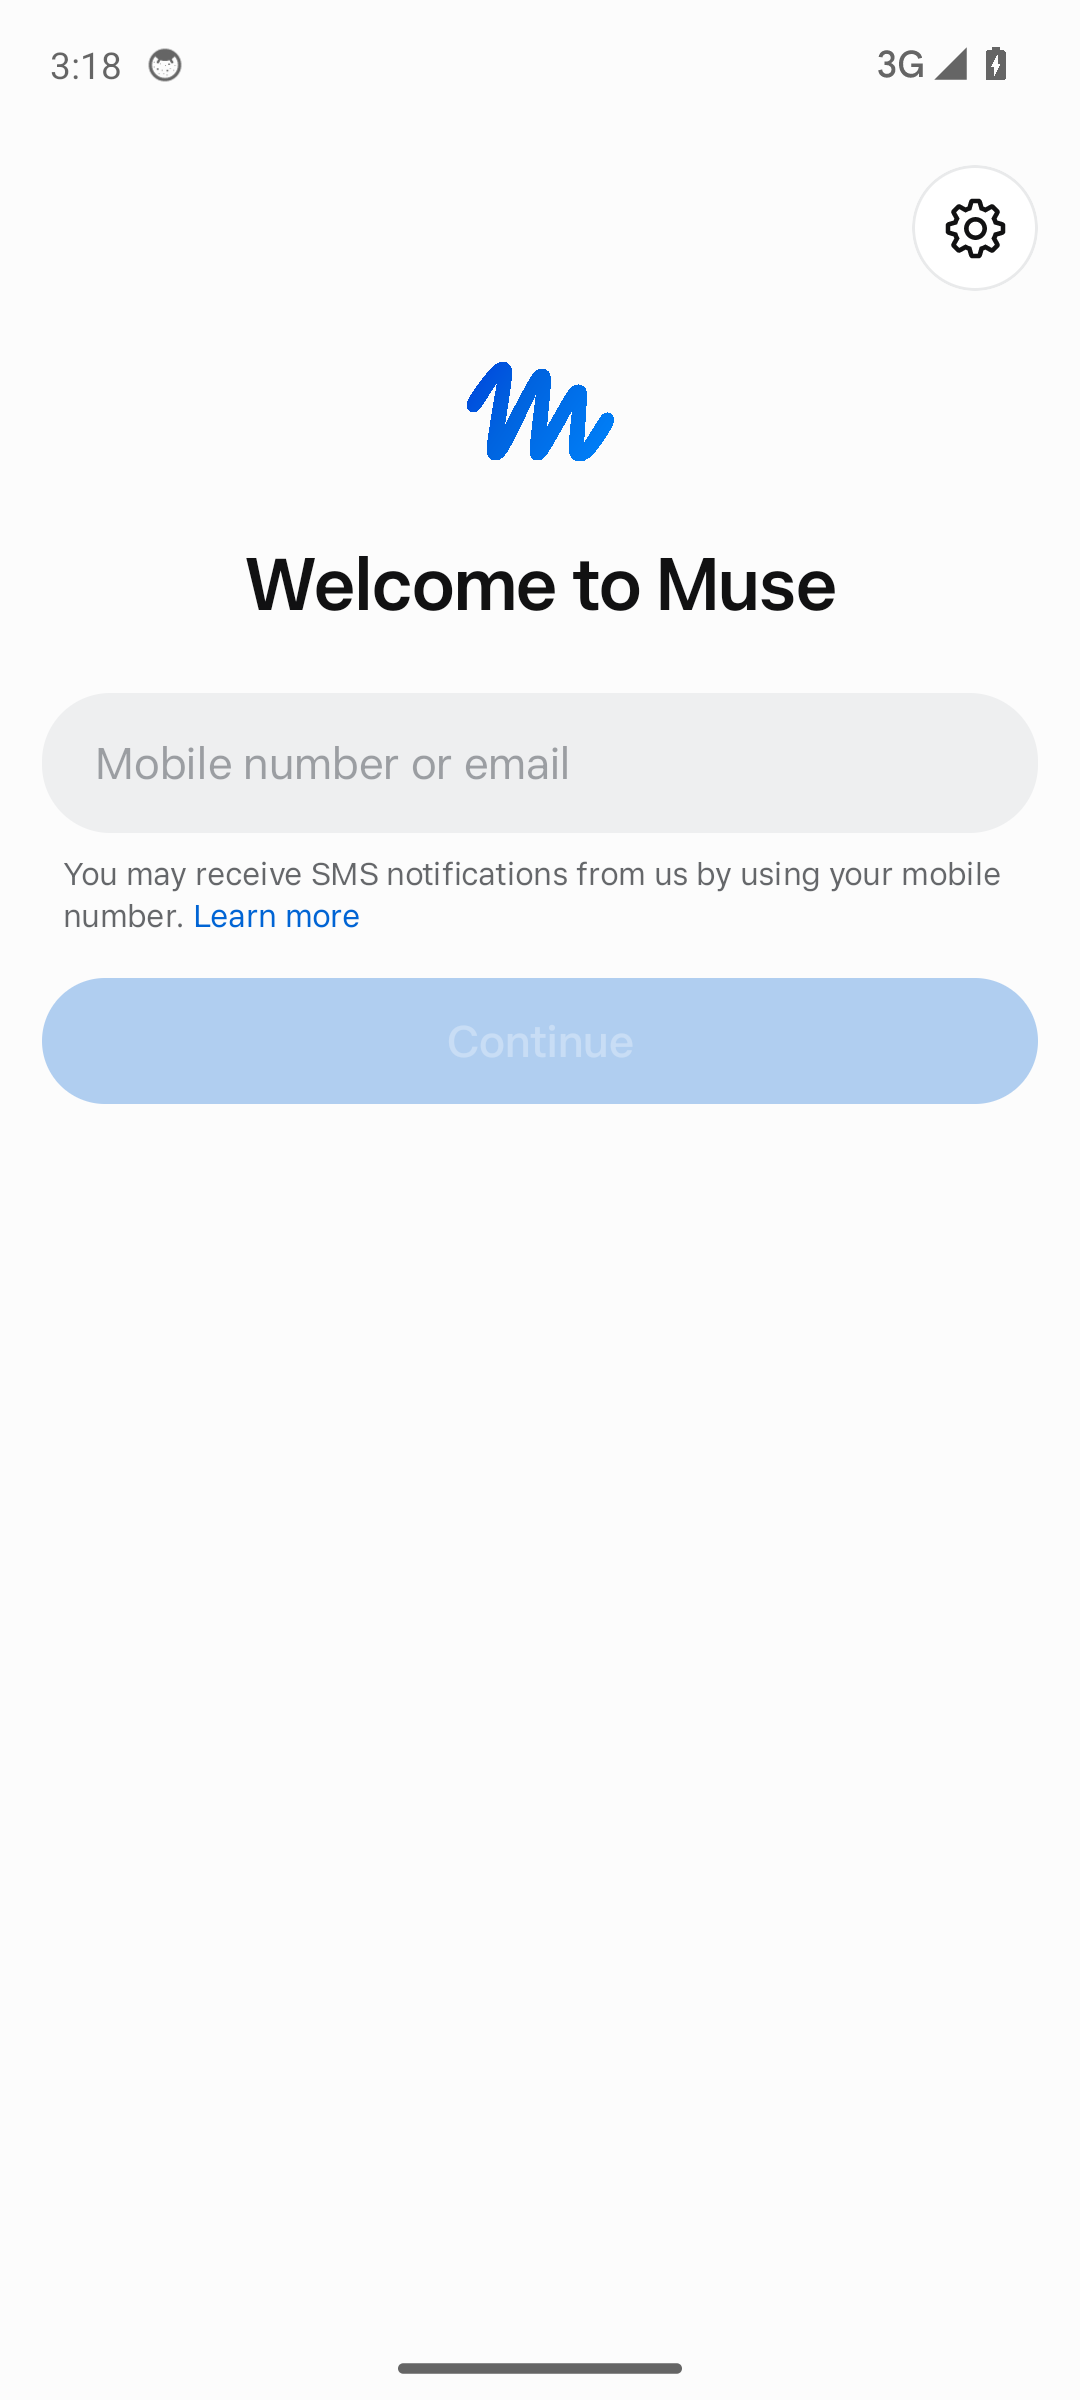 3:18
3G
Welcome to Muse
Mobile number or email
You may receive SMS notifications from us by using your mobile
number. Learn more
Continue